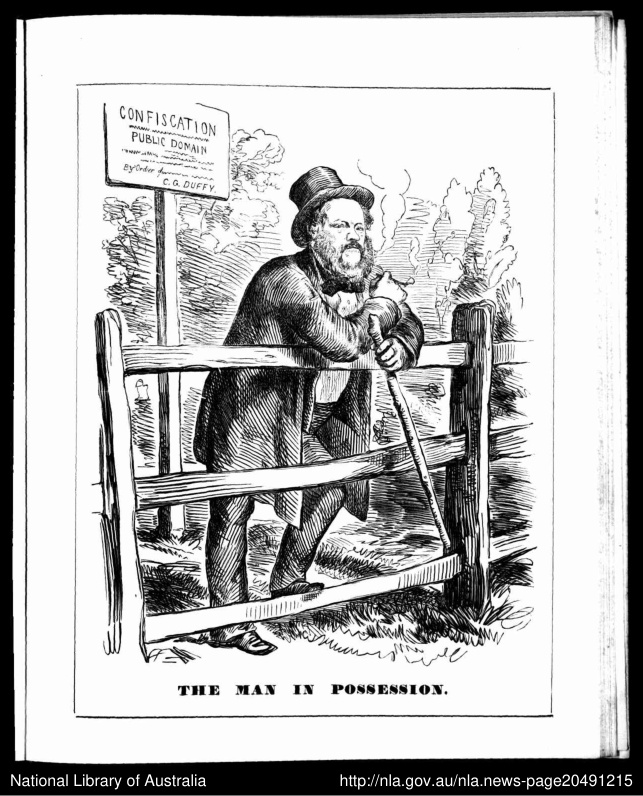 CONFISCATION
PUBLIC DOMAIN
By Order
C. G. DUFFY.
THE MAN IN POSSESSION.
National Library of Australia
http://nla.gov.au/nla.news-page20491215